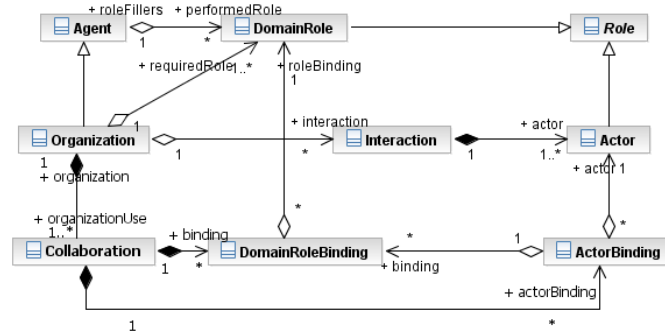 + roleFillers
+ performedRole
Agent
DomainRole
Role
1
*
+ requiredRole
1..*
+ roleBinding
1
1
+ interaction
+ actor
Organization
Interaction
Actor
1
1
*
1
1..*
+ organization
+ actor 1
+ organizationUse
1..*
+ binding
*
*
1
*
Collaboration
DomainRoleBinding
ActorBinding
1
*
+ binding
+ actorBinding
1
*